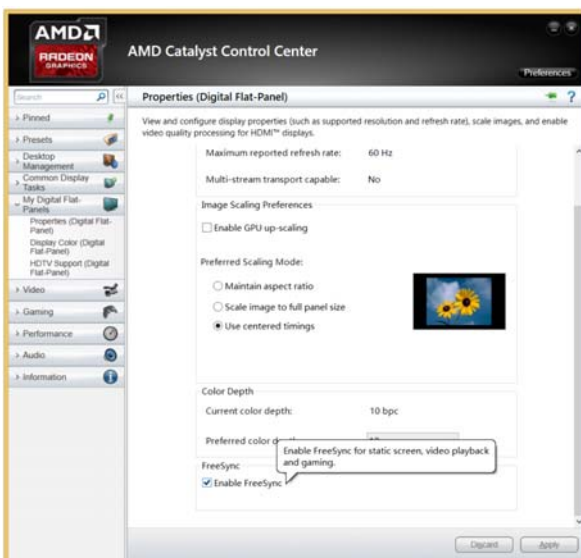 AMD
RADEON
GRAPHICS
AMD Catalyst Control Center
Preferences
Search
Properties (Digital Flat-Panel)
?
Pinned
Presets
Desktop
Management
Common Display
Tasks
My Digital Flat-
Panels
Properties (Digital Flat-
Panel)
Display Color (Digital
Flat-Panel)
HDTV Support (Digital
Flat-Panel)
Video
Gaming
Performance
Audio
Information
View and configure display properties (such as supported resolution and refresh rate), scale images, and enable
video quality processing for HDMI™ displays.
Maximum reported refresh rate: 60 Hz
Multi-stream transport capable: No
Image Scaling Preferences
Enable GPU up-scaling
Preferred Scaling Mode:
Maintain aspect ratio
Scale image to full panel size
Use centered timings
Color Depth
Current color depth: 10 bpc
Preferred color
Enable FreeSync for static screen, video playback
and gaming.
FreeSync
Enable FreeSync
Discard Apply